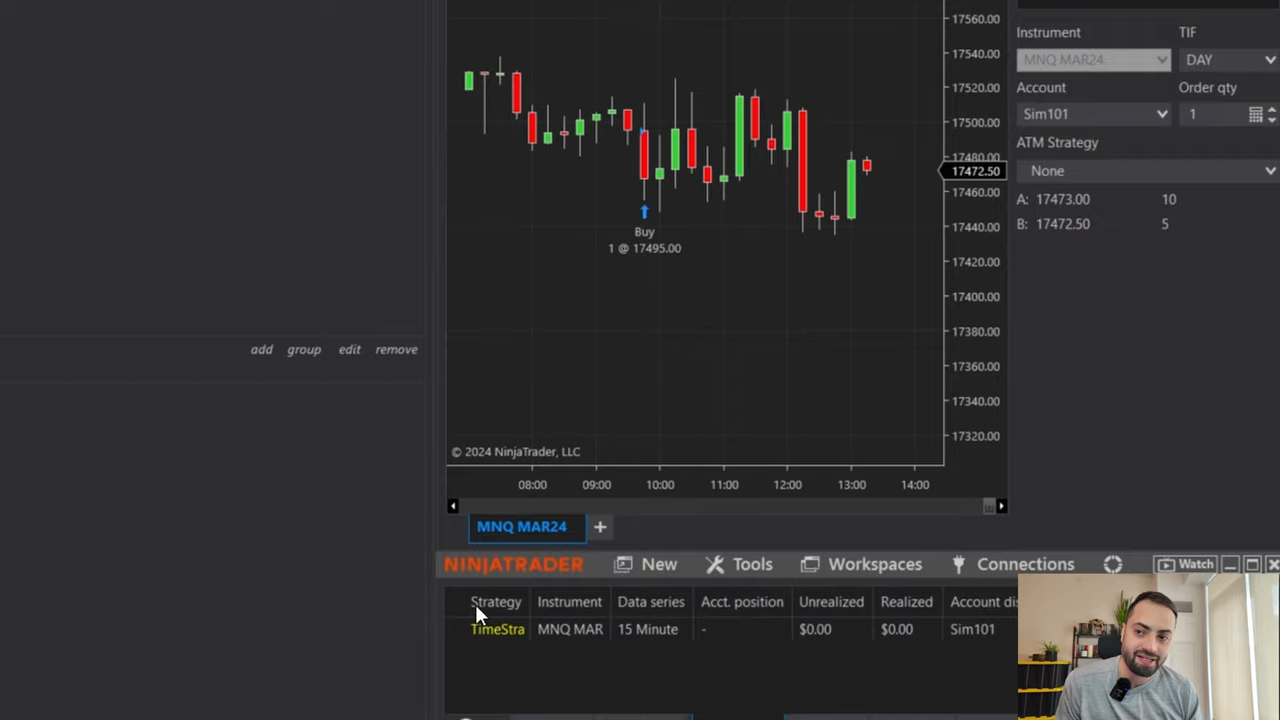 17560.00
17540.00
17520.00
17500.00
17480.00
17472.50
17460.00
17440.00
17420.00
17400.00
17380.00
17360.00
17340.00
17320.00
Buy
1 @ 17495.00
© 2024 NinjaTrader, LLC
08:00 09:00 10:00 11:00 12:00 13:00 14:00
MNQ MAR24 +
Instrument TIF
MNQ MAR24 DAY
Account Order qty
Sim101 1
ATM Strategy
None
A: 17473.00 10
B: 17472.50 5
add group edit remove
NINJATRADER New Tools Workspaces Connections Watch
Strategy Instrument Data series Acct. position Unrealized Realized Account dis
TimeStra MNQ MAR 15 Minute - $0.00 $0.00 Sim101